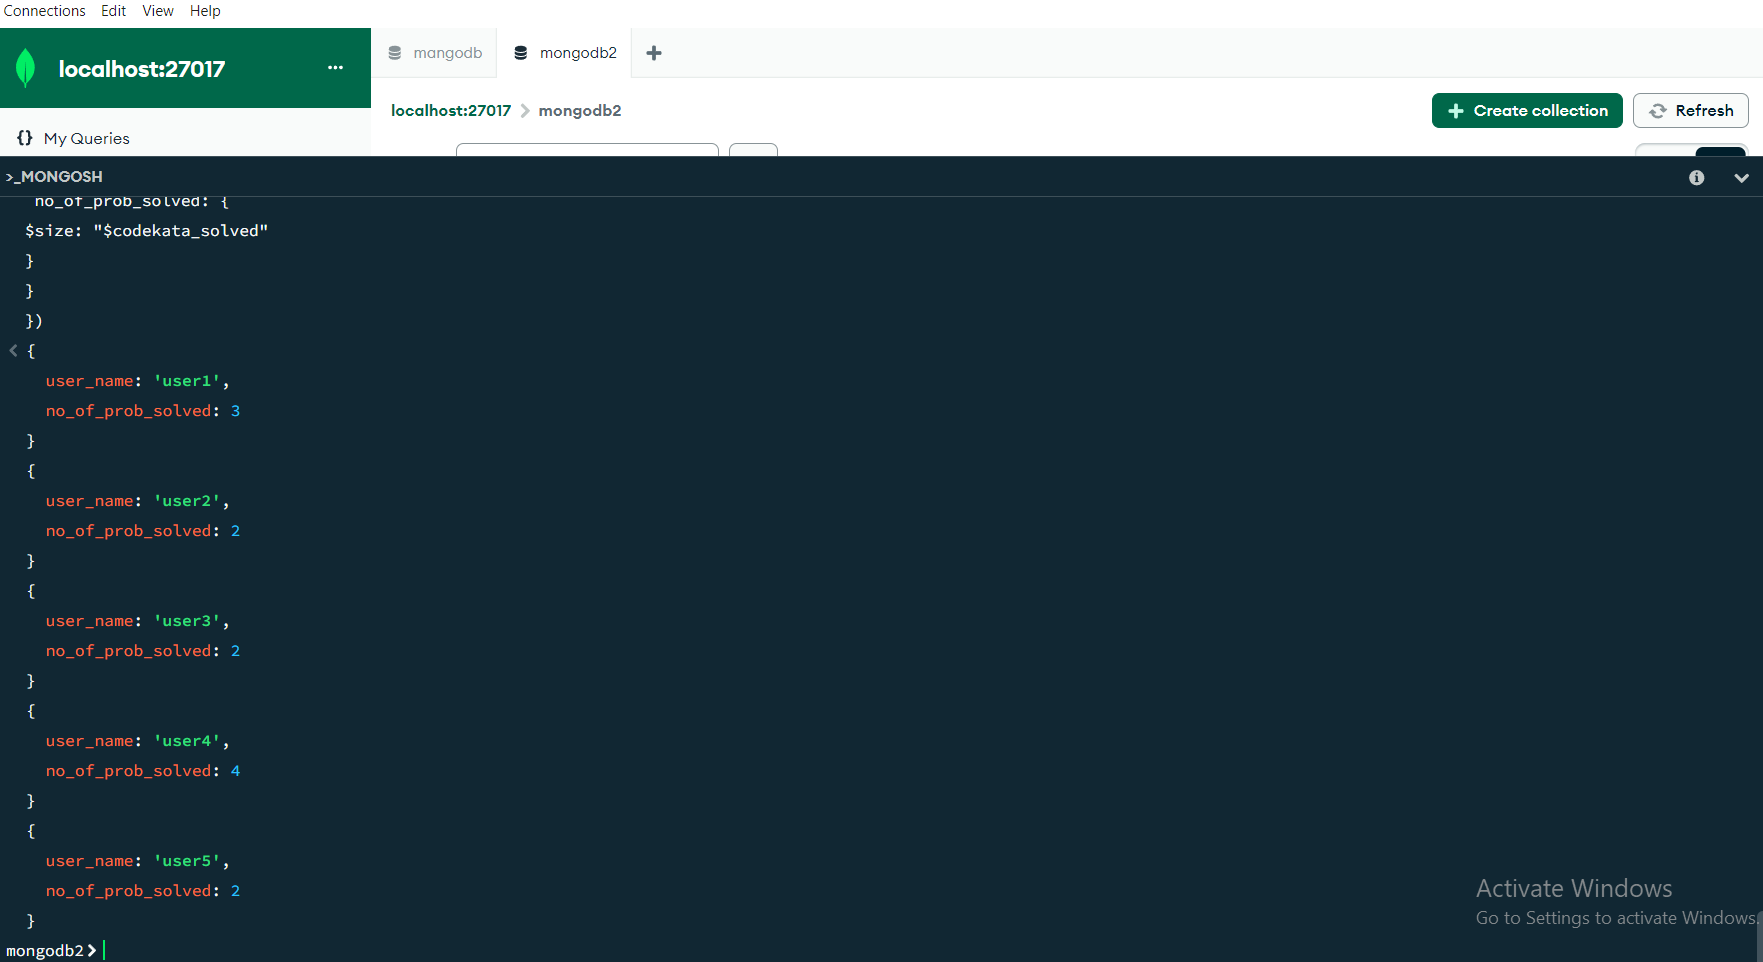 Connections Edit View Help
localhost:27017 ...
mangodb mongodb2 +
localhost:27017 > mongodb2
+ Create collection Refresh
{} My Queries
>_MONGOSH
no_of_prob_solved: {
$size: "$codekata_solved"
}
}
})
< {
user_name: 'user1',
no_of_prob_solved: 3
}
{
user_name: 'user2',
no_of_prob_solved: 2
}
{
user_name: 'user3',
no_of_prob_solved: 2
}
{
user_name: 'user4',
no_of_prob_solved: 4
}
{
user_name: 'user5',
no_of_prob_solved: 2
}
Activate Windows
Go to Settings to activate Windows.
mongodb2>